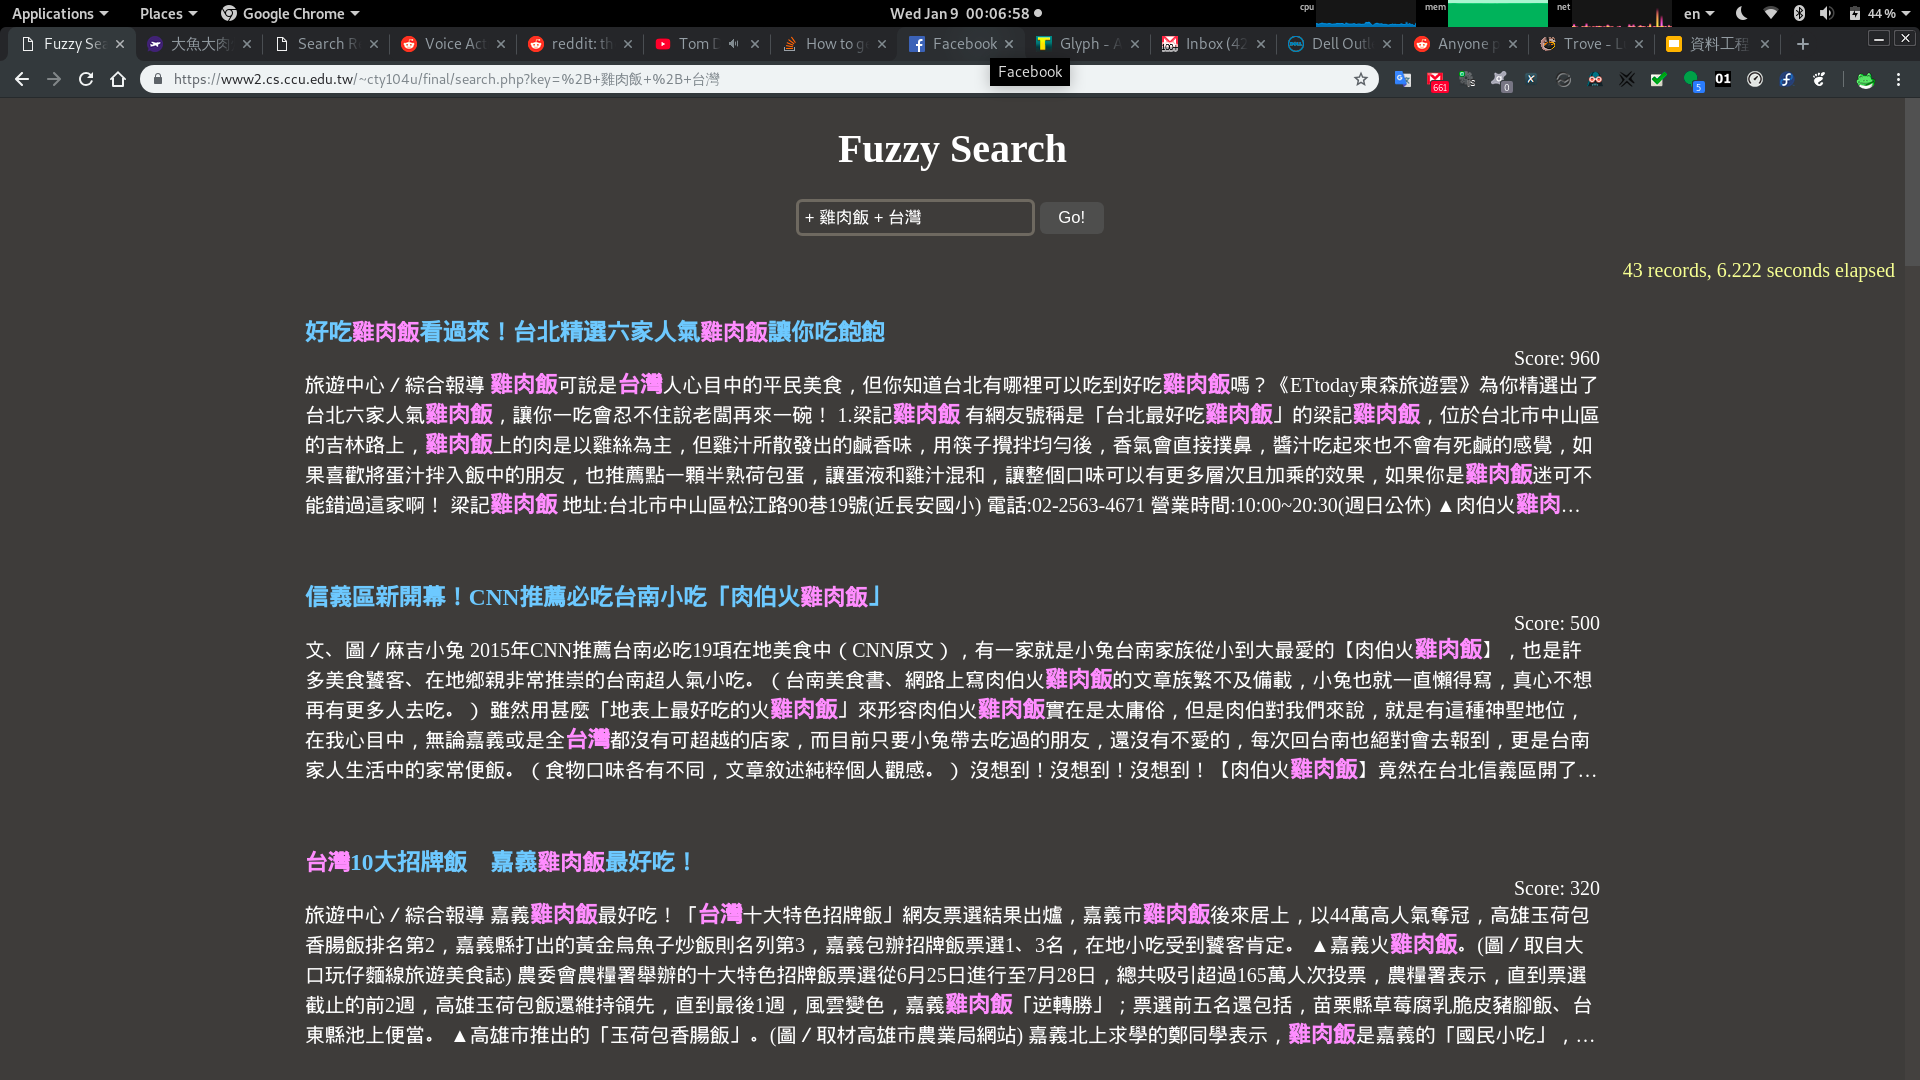 Applications Places Google Chrome Wed Jan 9 00:06:58 cpu mem net en 44 %
Fuzzy Sea 大魚大肉 Search Re Voice Act reddit: th Tom D How to g Facebook Glyph - A Inbox (42 Dell Outl Anyone p Trove - L 資料工程
https://www2.cs.ccu.edu.tw/~cty104u/final/search.php?key=%2B+雞肉飯+%2B+台灣 661 0 5 01
Facebook
Fuzzy Search
+ 雞肉飯 + 台灣 Go!
43 records, 6.222 seconds elapsed
好吃雞肉飯看過來！台北精選六家人氣雞肉飯讓你吃飽飽
Score: 960
旅遊中心／綜合報導 雞肉飯可說是台灣人心目中的平民美食，但你知道台北有哪裡可以吃到好吃雞肉飯嗎？《ETtoday東森旅遊雲》為你精選出了
台北六家人氣雞肉飯，讓你一吃會忍不住說老闆再來一碗！ 1.梁記雞肉飯 有網友號稱是「台北最好吃雞肉飯」的梁記雞肉飯，位於台北市中山區
的吉林路上，雞肉飯上的肉是以雞絲為主，但雞汁所散發出的鹹香味，用筷子攪拌均勻後，香氣會直接撲鼻，醬汁吃起來也不會有死鹹的感覺，如
果喜歡將蛋汁拌入飯中的朋友，也推薦點一顆半熟荷包蛋，讓蛋液和雞汁混和，讓整個口味可以有更多層次且加乘的效果，如果你是雞肉飯迷可不
能錯過這家啊！ 梁記雞肉飯 地址:台北市中山區松江路90巷19號(近長安國小) 電話:02-2563-4671 營業時間:10:00~20:30(週日公休) ▲肉伯火雞肉…
信義區新開幕！CNN推薦必吃台南小吃「肉伯火雞肉飯」
Score: 500
文、圖／麻吉小兔 2015年CNN推薦台南必吃19項在地美食中（CNN原文），有一家就是小兔台南家族從小到大最愛的【肉伯火雞肉飯】，也是許
多美食饕客、在地鄉親非常推崇的台南超人氣小吃。（台南美食書、網路上寫肉伯火雞肉飯的文章族繁不及備載，小兔也就一直懶得寫，真心不想
再有更多人去吃。） 雖然用甚麼「地表上最好吃的火雞肉飯」來形容肉伯火雞肉飯實在是太庸俗，但是肉伯對我們來說，就是有這種神聖地位，
在我心目中，無論嘉義或是全台灣都沒有可超越的店家，而目前只要小兔帶去吃過的朋友，還沒有不愛的，每次回台南也絕對會去報到，更是台南
家人生活中的家常便飯。（食物口味各有不同，文章敘述純粹個人觀感。） 沒想到！沒想到！沒想到！【肉伯火雞肉飯】竟然在台北信義區開了…
台灣10大招牌飯　嘉義雞肉飯最好吃！
Score: 320
旅遊中心／綜合報導 嘉義雞肉飯最好吃！「台灣十大特色招牌飯」網友票選結果出爐，嘉義市雞肉飯後來居上，以44萬高人氣奪冠，高雄玉荷包
香腸飯排名第2，嘉義縣打出的黃金烏魚子炒飯則名列第3，嘉義包辦招牌飯票選1、3名，在地小吃受到饕客肯定。 ▲嘉義火雞肉飯。(圖／取自大
口玩仔麵線旅遊美食誌) 農委會農糧署舉辦的十大特色招牌飯票選從6月25日進行至7月28日，總共吸引超過165萬人次投票，農糧署表示，直到票選
截止的前2週，高雄玉荷包飯還維持領先，直到最後1週，風雲變色，嘉義雞肉飯「逆轉勝」；票選前五名還包括，苗栗縣草莓腐乳脆皮豬腳飯、台
東縣池上便當。 ▲高雄市推出的「玉荷包香腸飯」。(圖／取材高雄市農業局網站) 嘉義北上求學的鄭同學表示，雞肉飯是嘉義的「國民小吃」，…